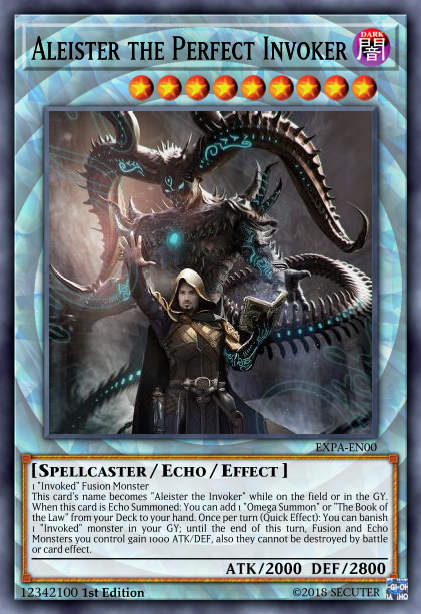 ALEISTER THE PERFECT INVOKER
DARK
闇
EXPA-EN00
[SPELLCASTER / ECHO / EFFECT ]
1 "Invoked" Fusion Monster
This card's name becomes "Aleister the Invoker" while on the field or in the GY.
When this card is Echo Summoned: You can add 1 "Omega Summon" or "The Book
of the Law" from your Deck to your hand. Once per turn (Quick Effect): You can banish
1 "Invoked" monster in your GY; until the end of this turn, Fusion and Echo
Monsters you control gain 1000 ATK/DEF, also they cannot be destroyed by battle
or card effect.
ATK/2000 DEF/2800
12342100 1st Edition
©2018 SECUTER